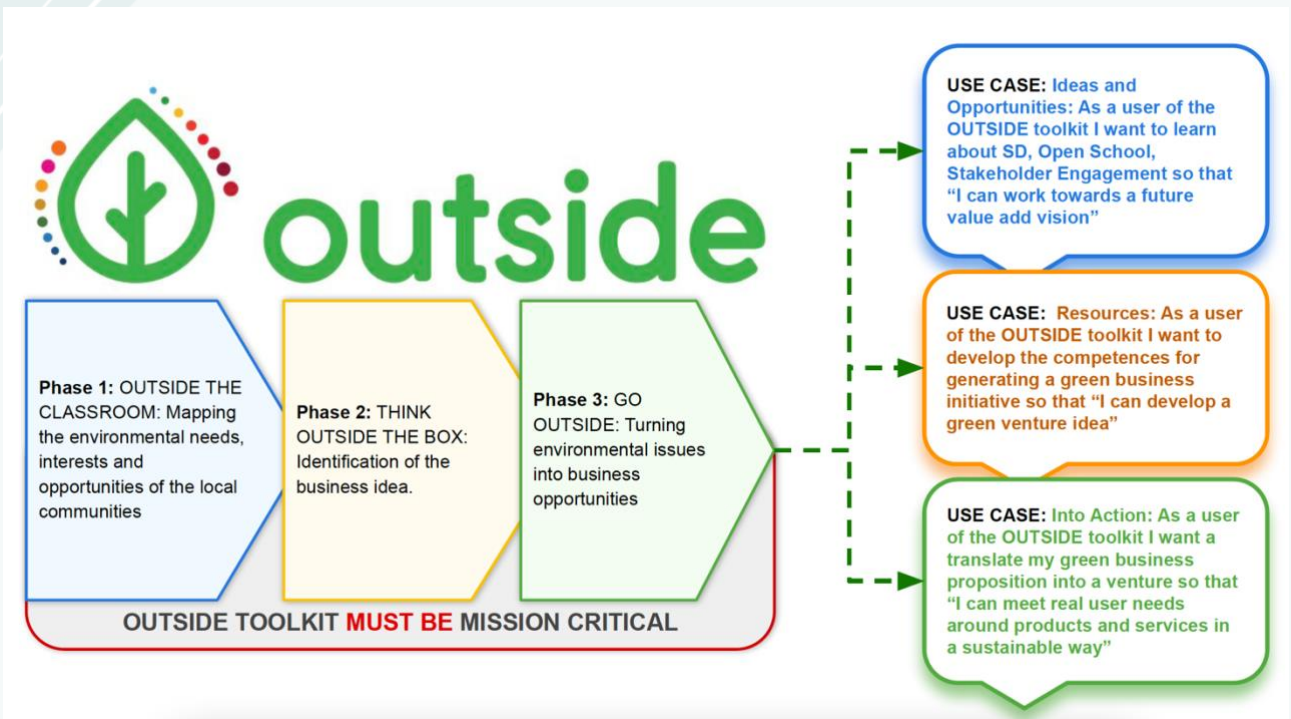 outside
Phase 1: OUTSIDE THE
CLASSROOM: Mapping
the environmental needs,
interests and
opportunities of the local
communities
Phase 2: THINK
OUTSIDE THE BOX:
Identification of the
business idea.
Phase 3: GO
OUTSIDE: Turning
environmental issues
into business
opportunities
OUTSIDE TOOLKIT MUST BE MISSION CRITICAL
USE CASE: Ideas and
Opportunities: As a user of the
OUTSIDE toolkit I want to learn
about SD, Open School,
Stakeholder Engagement so that
“I can work towards a future
value add vision”
USE CASE: Resources: As a user
of the OUTSIDE toolkit I want to
develop the competences for
generating a green business
initiative so that “I can develop a
green venture idea”
USE CASE: Into Action: As a user
of the OUTSIDE toolkit I want a
translate my green business
proposition into a venture so that
“I can meet real user needs
around products and services in
a sustainable way”